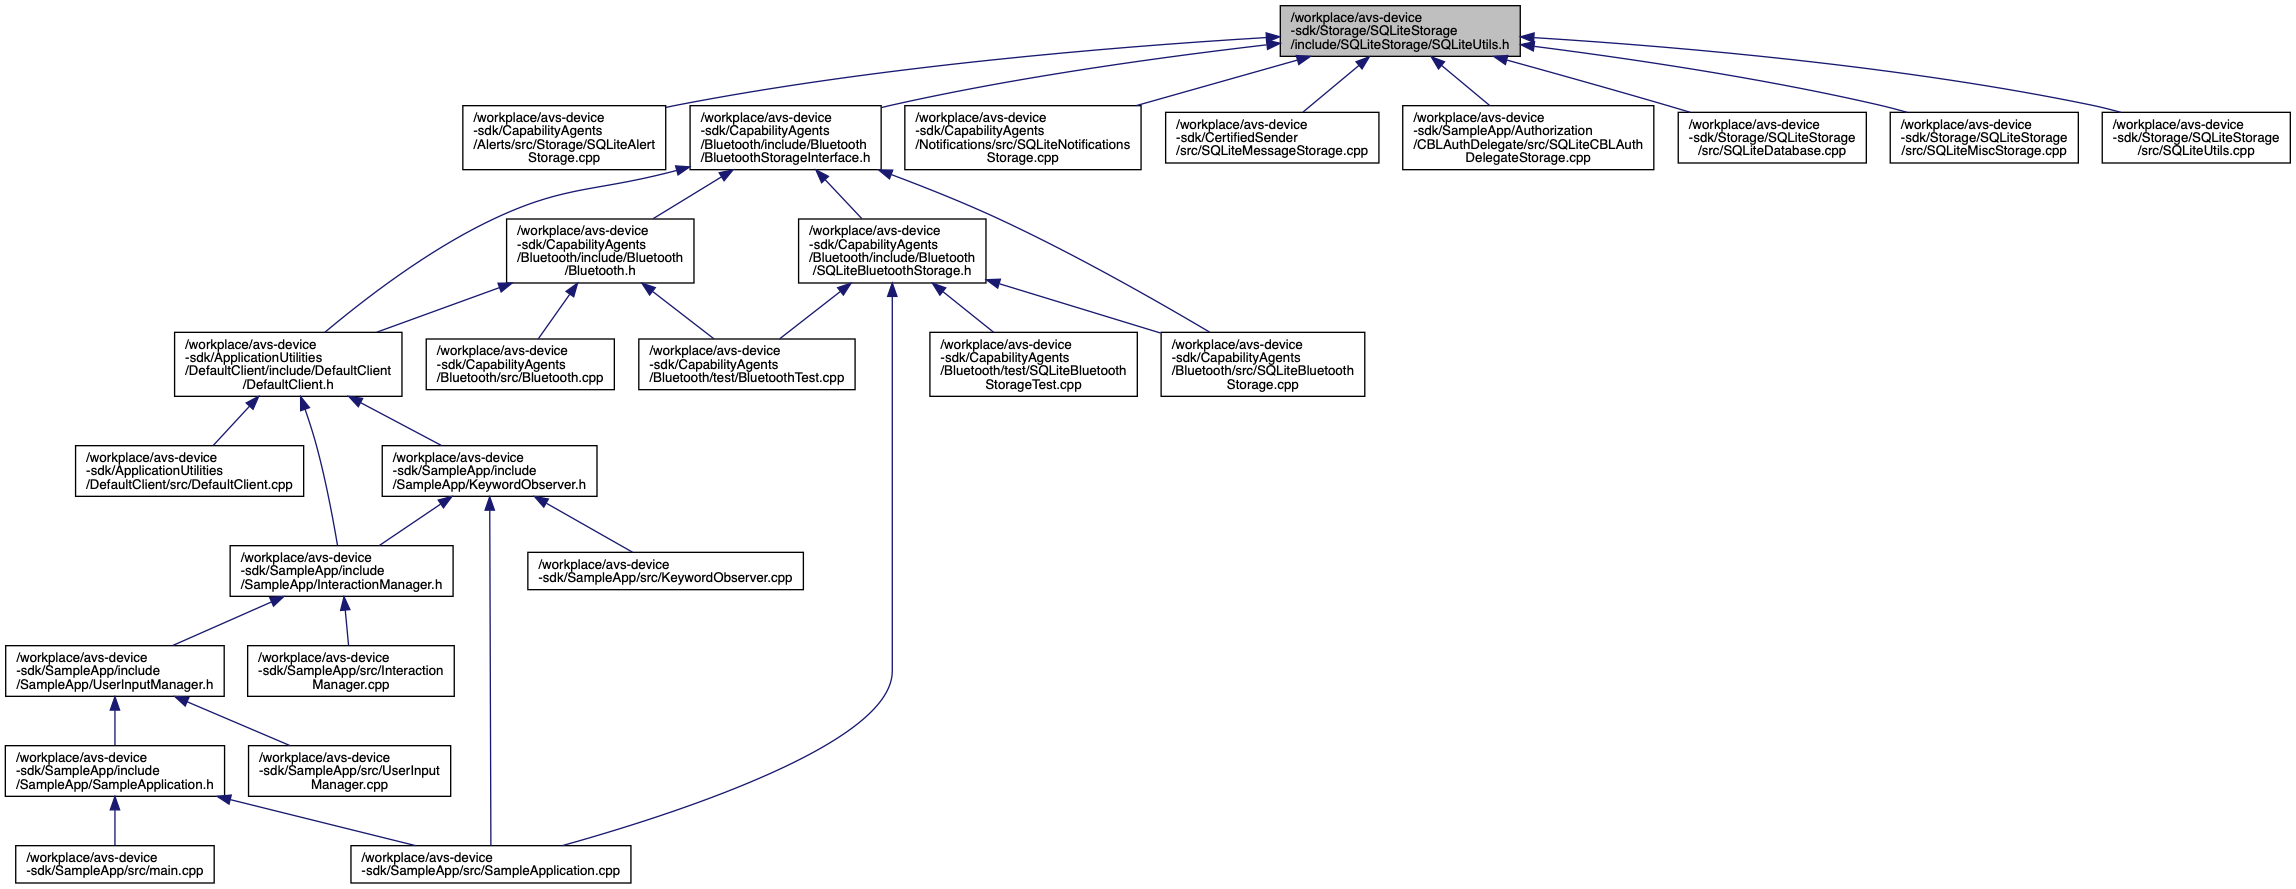 /workplace/avs-device
-sdk/Storage/SQLiteStorage
/include/SQLiteStorage/SQLiteUtils.h
/workplace/avs-device
-sdk/CapabilityAgents
/Alerts/src/Storage/SQLiteAlert
Storage.cpp
/workplace/avs-device
-sdk/CapabilityAgents
/Bluetooth/include/Bluetooth
/BluetoothStorageInterface.h
/workplace/avs-device
-sdk/CapabilityAgents
/Notifications/src/SQLiteNotifications
Storage.cpp
/workplace/avs-device
-sdk/CertifiedSender
/src/SQLiteMessageStorage.cpp
/workplace/avs-device
-sdk/SampleApp/Authorization
/CBLAuthDelegate/src/SQLiteCBLAuth
DelegateStorage.cpp
/workplace/avs-device
-sdk/Storage/SQLiteStorage
/src/SQLiteDatabase.cpp
/workplace/avs-device
-sdk/Storage/SQLiteStorage
/src/SQLiteMiscStorage.cpp
/workplace/avs-device
-sdk/Storage/SQLiteStorage
/src/SQLiteUtils.cpp
/workplace/avs-device
-sdk/CapabilityAgents
/Bluetooth/include/Bluetooth
/Bluetooth.h
/workplace/avs-device
-sdk/CapabilityAgents
/Bluetooth/include/Bluetooth
/SQLiteBluetoothStorage.h
/workplace/avs-device
-sdk/ApplicationUtilities
/DefaultClient/include/DefaultClient
/DefaultClient.h
/workplace/avs-device
-sdk/CapabilityAgents
/Bluetooth/src/Bluetooth.cpp
/workplace/avs-device
-sdk/CapabilityAgents
/Bluetooth/test/BluetoothTest.cpp
/workplace/avs-device
-sdk/CapabilityAgents
/Bluetooth/test/SQLiteBluetooth
StorageTest.cpp
/workplace/avs-device
-sdk/CapabilityAgents
/Bluetooth/src/SQLiteBluetooth
Storage.cpp
/workplace/avs-device
-sdk/ApplicationUtilities
/DefaultClient/src/DefaultClient.cpp
/workplace/avs-device
-sdk/SampleApp/include
/SampleApp/KeywordObserver.h
/workplace/avs-device
-sdk/SampleApp/include
/SampleApp/InteractionManager.h
/workplace/avs-device
-sdk/SampleApp/src/KeywordObserver.cpp
/workplace/avs-device
-sdk/SampleApp/include
/SampleApp/UserInputManager.h
/workplace/avs-device
-sdk/SampleApp/src/Interaction
Manager.cpp
/workplace/avs-device
-sdk/SampleApp/include
/SampleApp/SampleApplication.h
/workplace/avs-device
-sdk/SampleApp/src/UserInput
Manager.cpp
/workplace/avs-device
-sdk/SampleApp/src/main.cpp
/workplace/avs-device
-sdk/SampleApp/src/SampleApplication.cpp